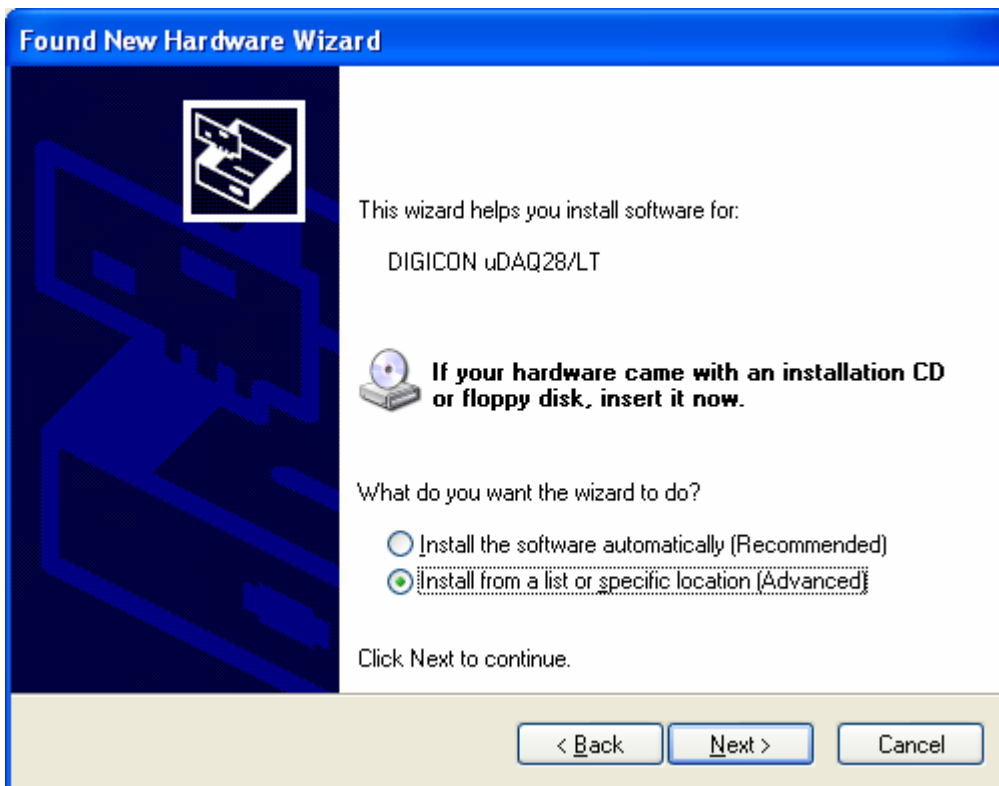 Found New Hardware Wizard
This wizard helps you install software for:
DIGICON uDAQ28/LT
If your hardware came with an installation CD
or floppy disk, insert it now.
What do you want the wizard to do?
Install the software automatically (Recommended)
Install from a list or specific location (Advanced)
Click Next to continue.
< Back
Next >
Cancel